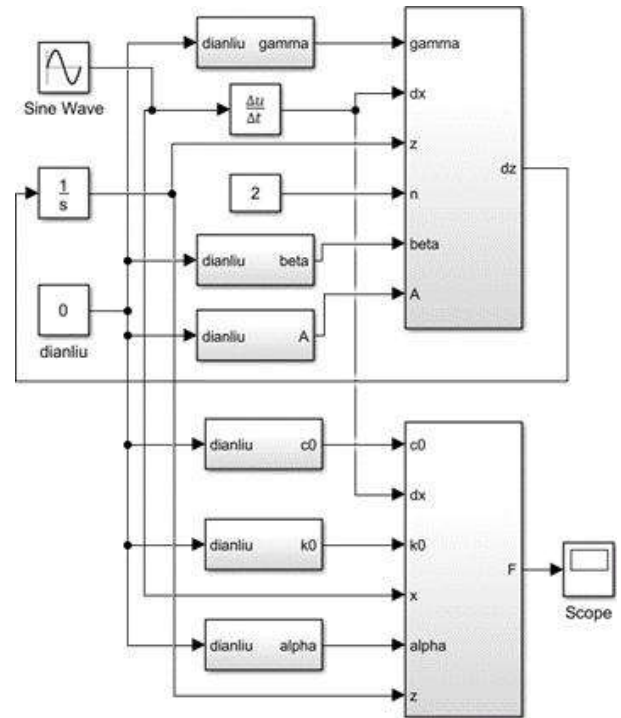 dianliu gamma
gamma
Sine Wave
Δu
Δt
dx
z
1
s
2
n
dz
dianliu beta
beta
0
dianliu
dianliu A
A
dianliu c0
c0
dx
dianliu k0
k0
F
x
Scope
dianliu alpha
alpha
z